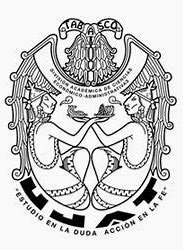 TABASCO
DIVISIÓN ACADÉMICA DE CIENCIAS
ECONÓMICO-ADMINISTRATIVAS
UJAT
"ESTUDIO EN LA DUDA ACCIÓN EN LA FE"